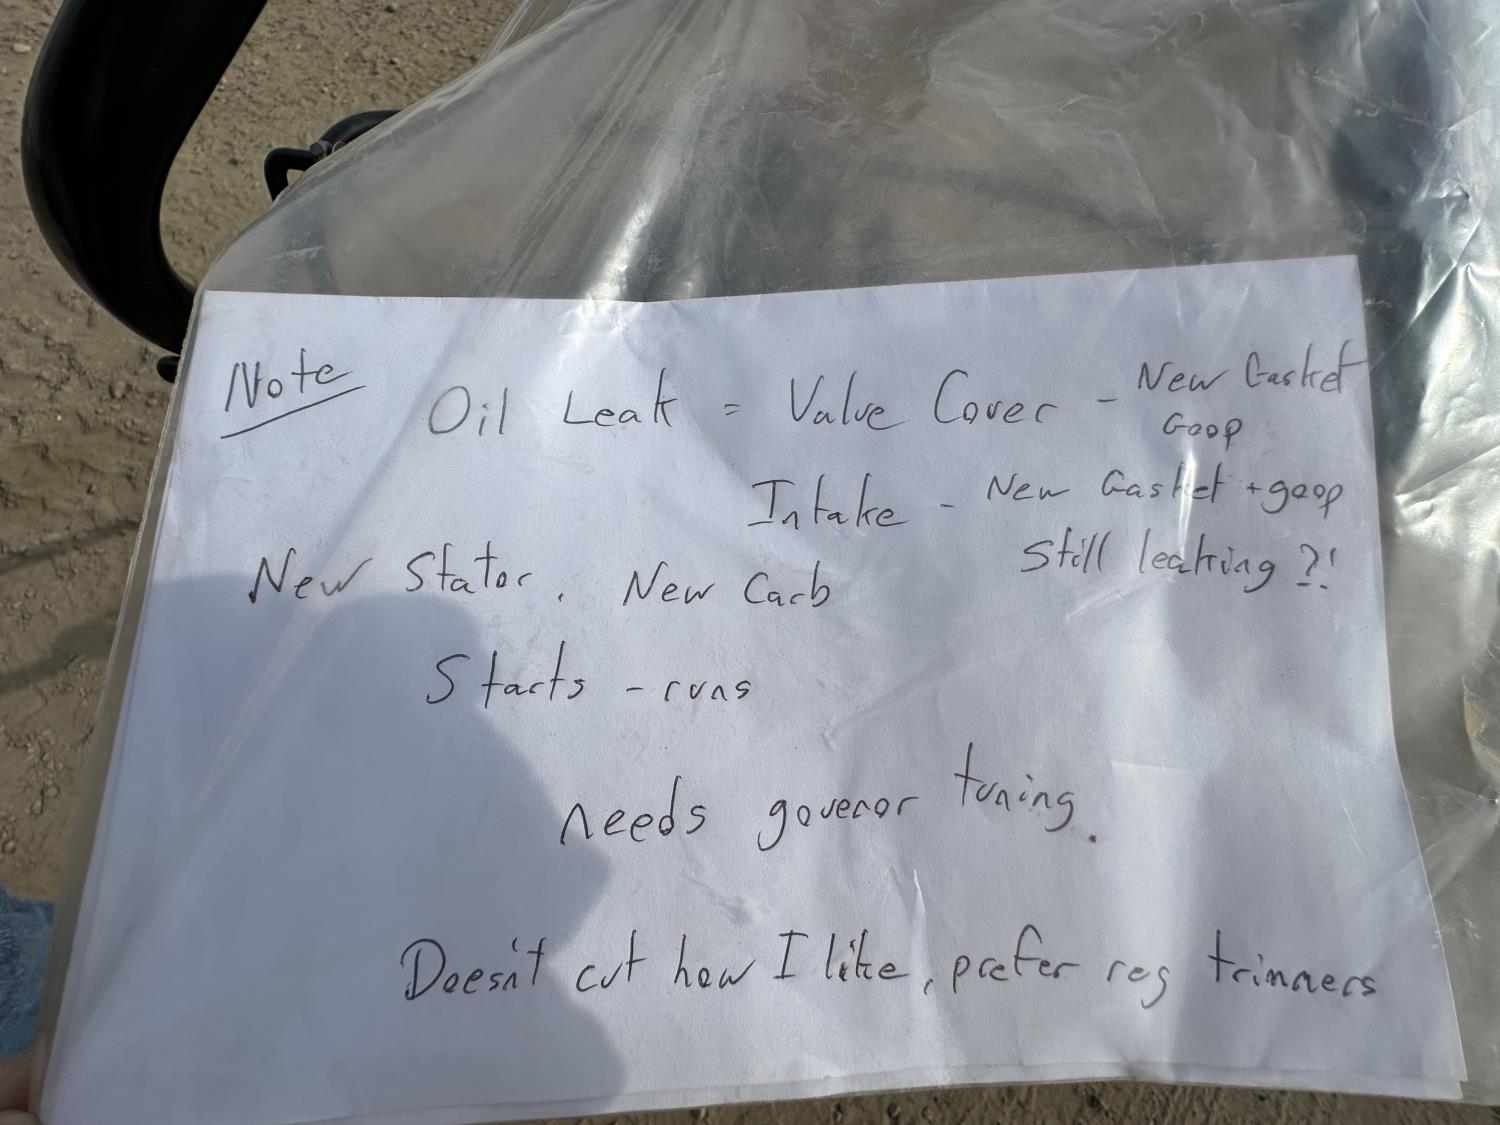 Note
Oil Leak = Valve Cover - New Gasket
Goop
Intake - New Gasket + goop
Still leaking ?!
New Stator. New Carb
Starts - runs
needs govenor tuning.
Doesn't cut how I like, prefer reg trimmers